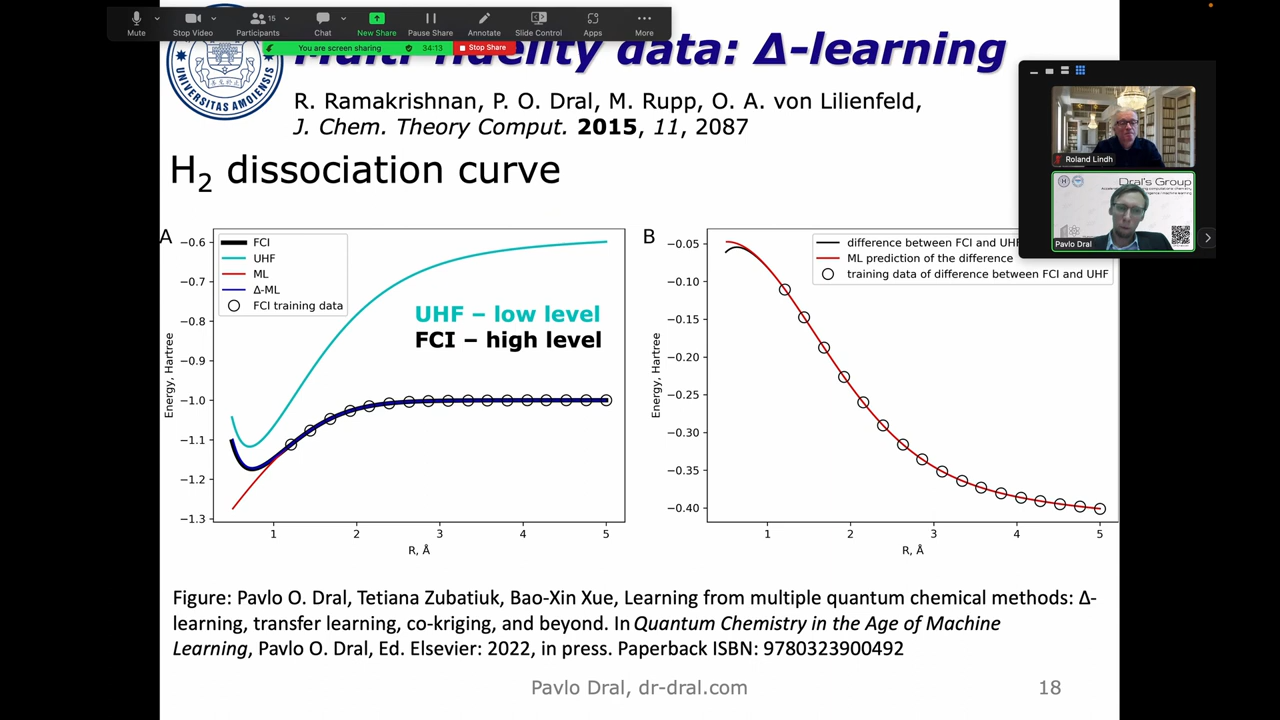 Mute
Stop Video
15
Participants
Chat
New Share
Pause Share
Annotate
Slide Control
Apps
More
You are screen sharing
34:13
Stop Share
Multi-fidelity data: Δ-learning
UNIVERSITAS AMOIENSIS
R. Ramakrishnan, P. O. Dral, M. Rupp, O. A. von Lilienfeld,
J. Chem. Theory Comput. 2015, 11, 2087
H₂ dissociation curve
Roland Lindh
Dral's Group
Pavlo Dral
A
FCI
UHF
ML
Δ-ML
FCI training data
UHF – low level
FCI – high level
Energy, Hartree
−0.6
−0.7
−0.8
−0.9
−1.0
−1.1
−1.2
−1.3
1 2 3 4 5
R, Å
B
difference between FCI and UHF
ML prediction of the difference
training data of difference between FCI and UHF
Energy, Hartree
−0.05
−0.10
−0.15
−0.20
−0.25
−0.30
−0.35
−0.40
1 2 3 4 5
R, Å
Figure: Pavlo O. Dral, Tetiana Zubatiuk, Bao-Xin Xue, Learning from multiple quantum chemical methods: Δ-
learning, transfer learning, co-kriging, and beyond. In Quantum Chemistry in the Age of Machine
Learning, Pavlo O. Dral, Ed. Elsevier: 2022, in press. Paperback ISBN: 9780323900492
Pavlo Dral, dr-dral.com
18